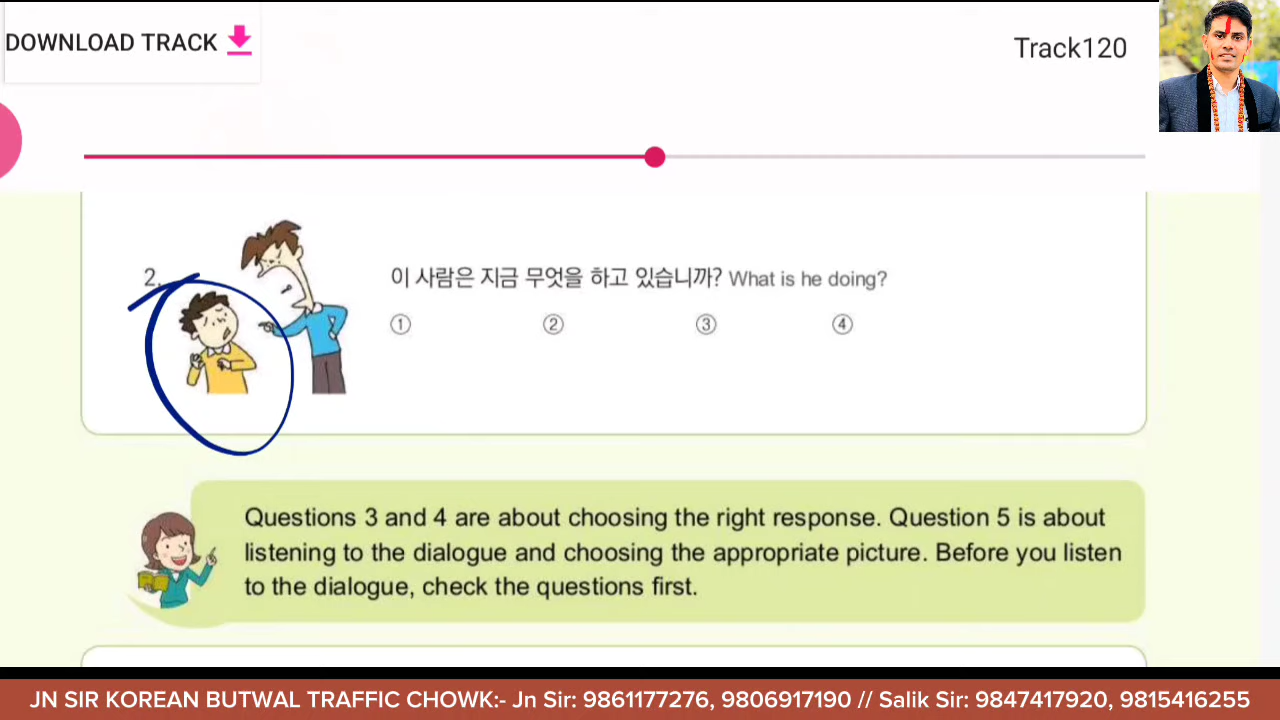 DOWNLOAD TRACK
Track120
2.
이 사람은 지금 무엇을 하고 있습니까? What is he doing?
① ② ③ ④
Questions 3 and 4 are about choosing the right response. Question 5 is about
listening to the dialogue and choosing the appropriate picture. Before you listen
to the dialogue, check the questions first.
JN SIR KOREAN BUTWAL TRAFFIC CHOWK:- Jn Sir: 9861177276, 9806917190 // Salik Sir: 9847417920, 9815416255